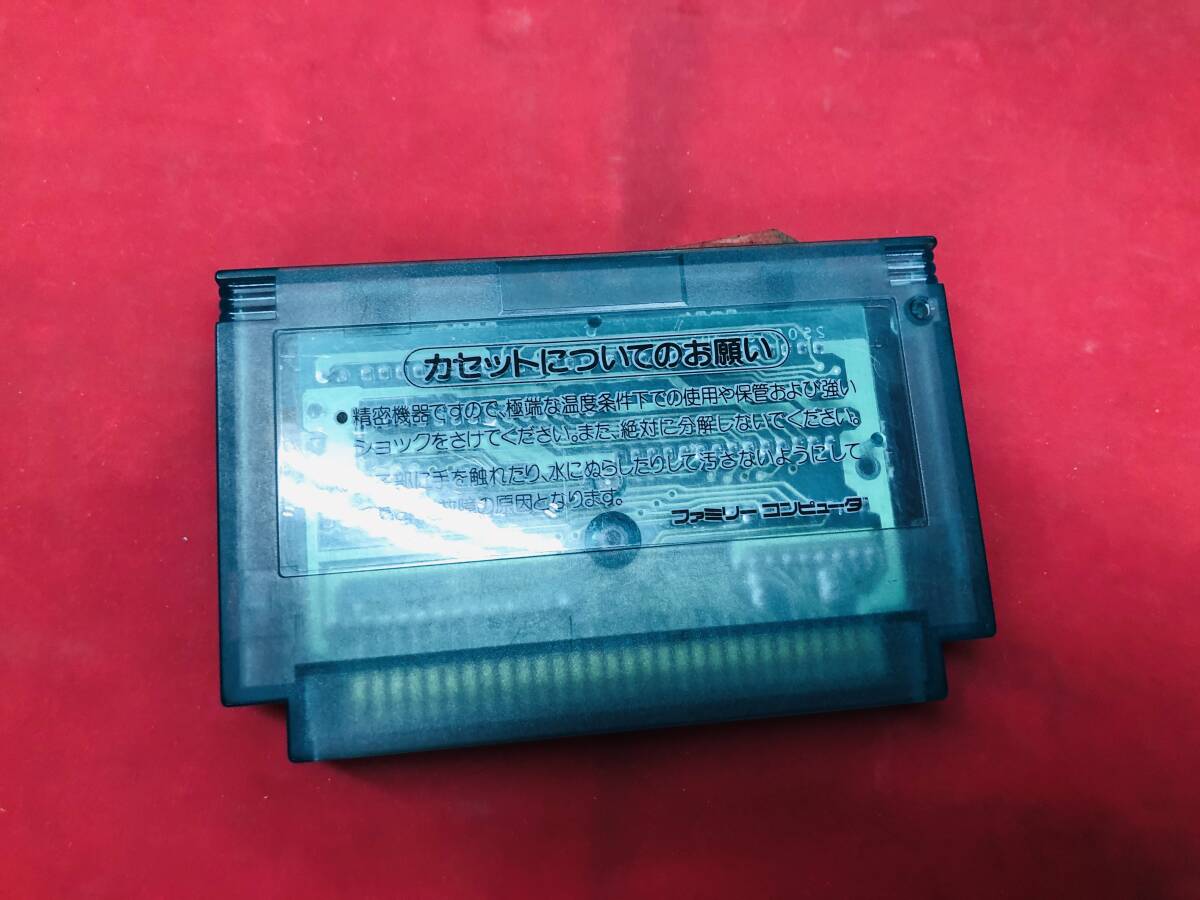 カセットについてのお願い
●精密機器ですので、極端な温度条件下での使用や保管および強い
ショックをさけてください。また、絶対に分解しないでください。
手を触れたり、水にぬらしたりして汚さないようにして
の原因となります。
ファミリーコンピュータ